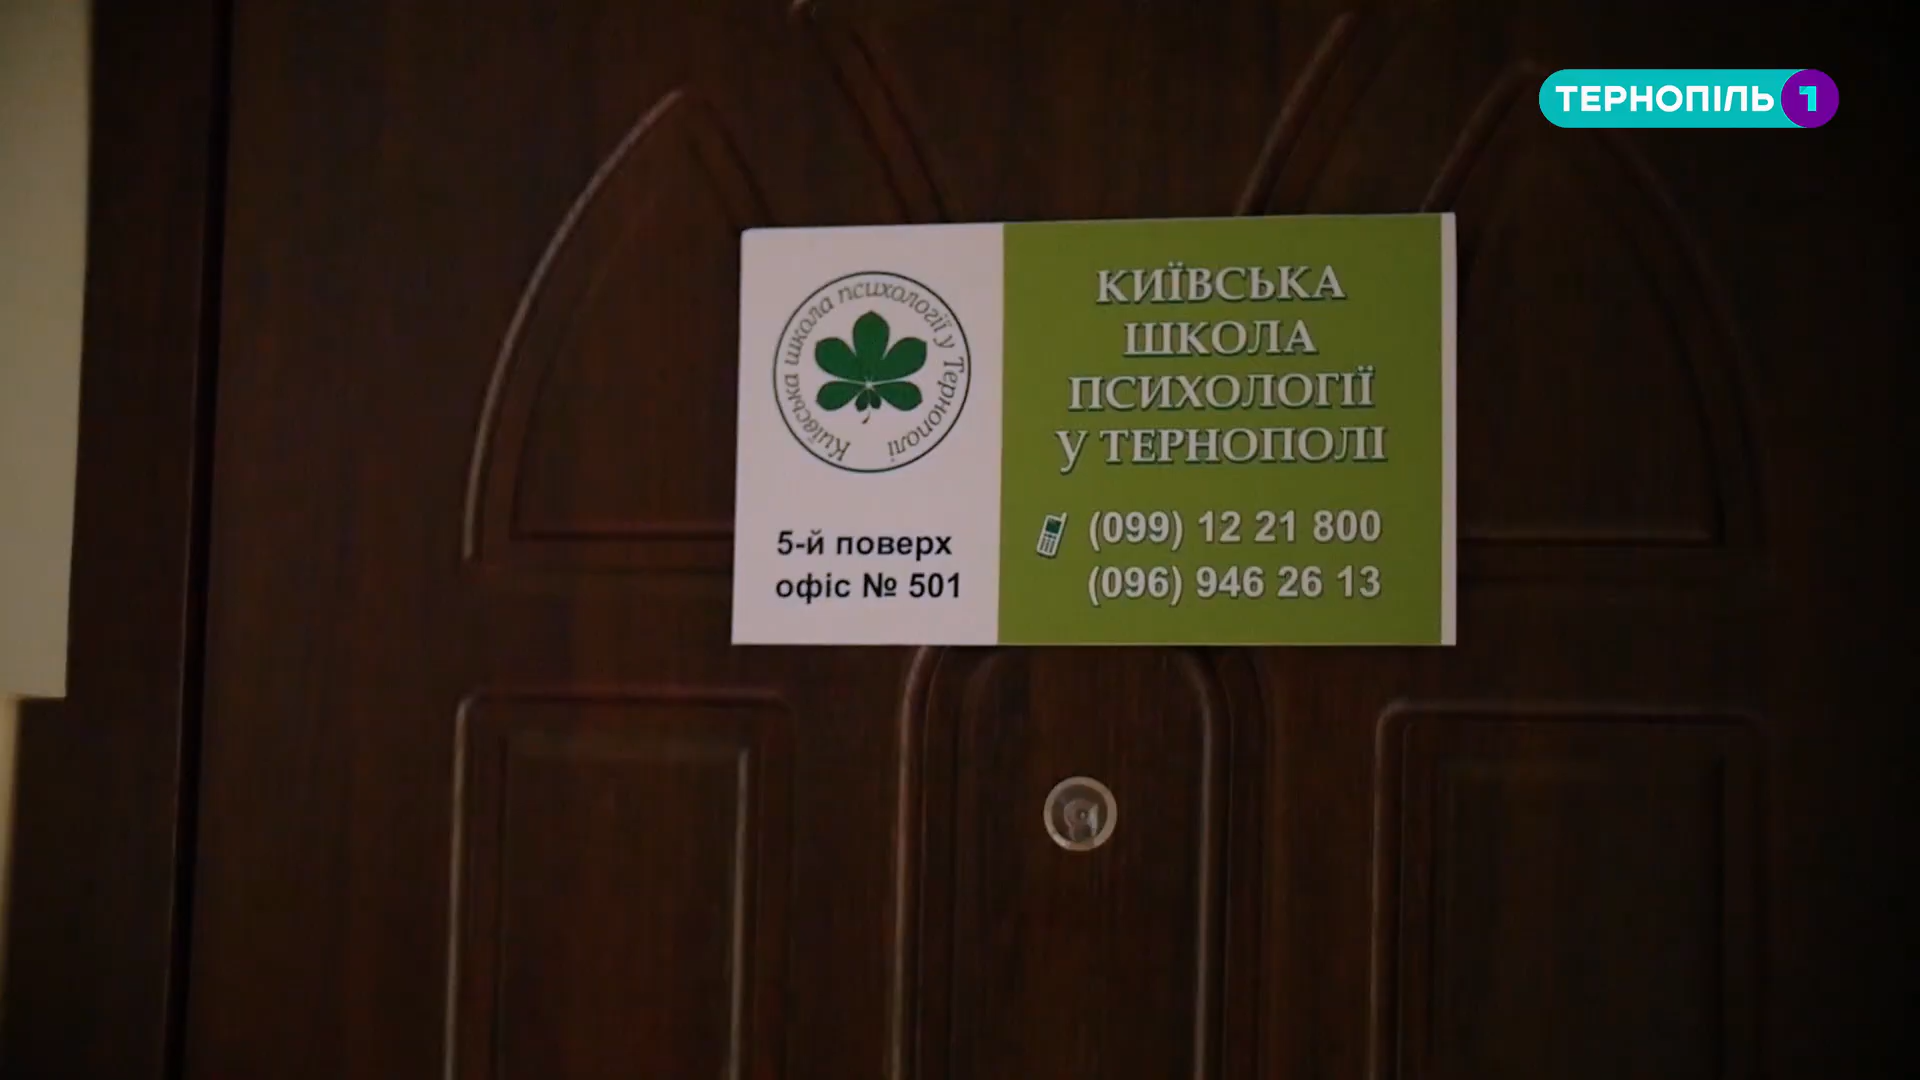 ТЕРНОПІЛЬ 1
Київська школа психології у Тернополі
5-й поверх
офіс № 501
КИЇВСЬКА
ШКОЛА
ПСИХОЛОГІЇ
У ТЕРНОПОЛІ
(099) 12 21 800
(096) 946 26 13